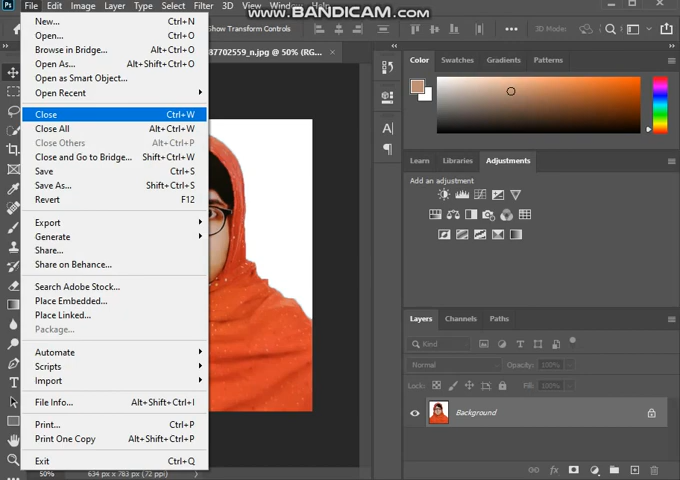 www.BANDICAM.com
Ps File Edit Image Layer Type Select Filter 3D View Window
Show Transform Controls 3D Mode:
87702559_n.jpg @ 50% (RG...
New... Ctrl+N
Open... Ctrl+O
Browse in Bridge... Alt+Ctrl+O
Open As... Alt+Shift+Ctrl+O
Open as Smart Object...
Open Recent
Close Ctrl+W
Close All Alt+Ctrl+W
Close Others Alt+Ctrl+P
Close and Go to Bridge... Shift+Ctrl+W
Save Ctrl+S
Save As... Shift+Ctrl+S
Revert F12
Export
Generate
Share...
Share on Behance...
Search Adobe Stock...
Place Embedded...
Place Linked...
Package...
Automate
Scripts
Import
File Info... Alt+Shift+Ctrl+I
Print... Ctrl+P
Print One Copy Alt+Shift+Ctrl+P
Exit Ctrl+Q
50% 634 px x 783 px (72 ppi)
Color Swatches Gradients Patterns
Learn Libraries Adjustments
Add an adjustment
Layers Channels Paths
Kind
Normal Opacity: 100%
Lock: Fill: 100%
Background